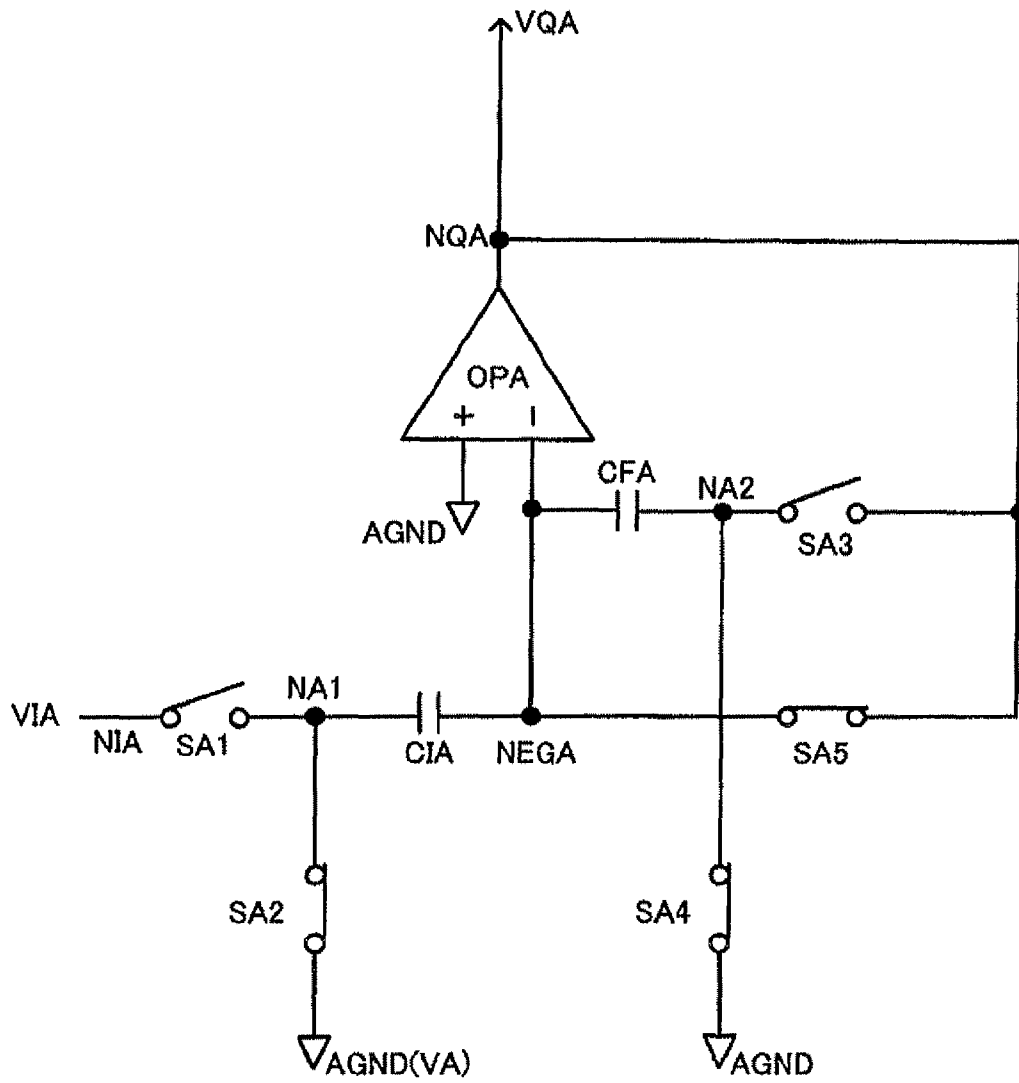 VQA
NQA
OPA
+ −
AGND
CFA
NA2
SA3
VIA
NIA
SA1
NA1
CIA
NEGA
SA5
SA2
SA4
AGND(VA)
AGND